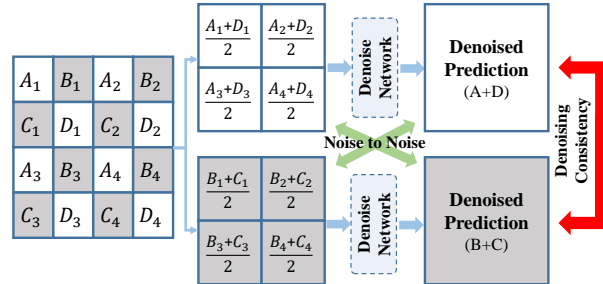 A₁ B₁ A₂ B₂
C₁ D₁ C₂ D₂
A₃ B₃ A₄ B₄
C₃ D₃ C₄ D₄
A₁+D₁
2
A₂+D₂
2
A₃+D₃
2
A₄+D₄
2
Denoise
Network
Denoised
Prediction
(A+D)
Noise to Noise
B₁+C₁
2
B₂+C₂
2
B₃+C₃
2
B₄+C₄
2
Denoise
Network
Denoised
Prediction
(B+C)
Denoising
Consistency